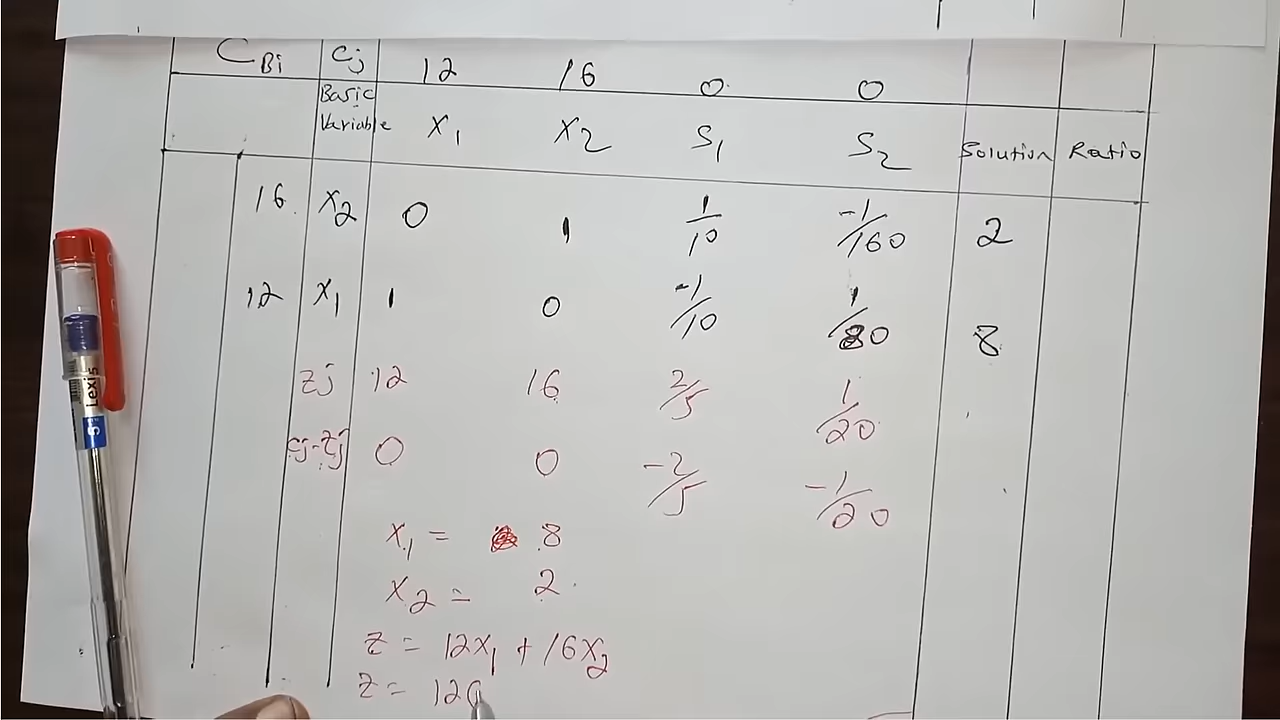 CBi Cj 12 16 0 0
Basic Variable X1 X2 S1 S2 Solution Ratio
16 X2 0 1 1/10 -1/160 2
12 X1 1 0 -1/10 1/80 8
Zj 12 16 2/5 1/20
Cj-Zj 0 0 -2/5 -1/20
X1 = 8
X2 = 2
Z = 12X1 + 16X2
Z = 12(
Lexi 5